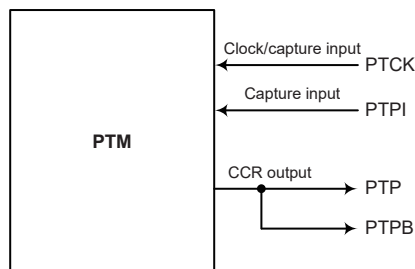 Clock/capture input
PTCK
Capture input
PTPI
PTM
CCR output
PTP
PTPB